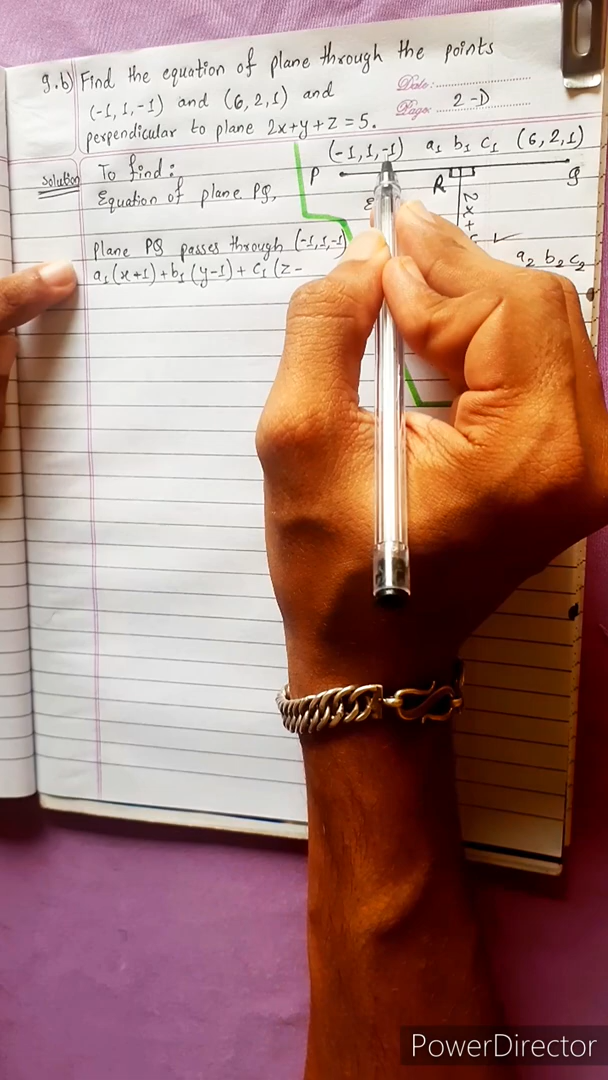 9.b) Find the equation of plane through the points
(-1, 1, -1) and (6, 2, 1) and
perpendicular to plane 2x+y+z=5.
Date:
Page: 2-D
Solution
To find:
Equation of plane PQ,
(-1, 1, -1) a₁ b₁ c₁ (6, 2, 1)
P R Q
2x+
a₂ b₂ c₂
Plane PQ passes through (-1, 1, -1)
a₁(x+1) + b₁(y-1) + c₁(z-
PowerDirector